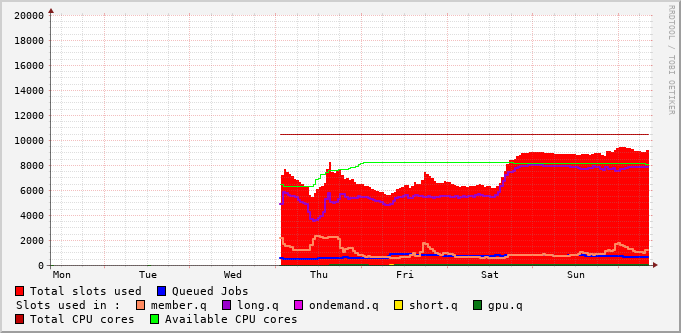 20000
18000
16000
14000
12000
10000
8000
6000
4000
2000
0
Mon Tue Wed Thu Fri Sat Sun
RRDTOOL / TOBI OETIKER
Total slots used Queued Jobs
Slots used in : member.q long.q ondemand.q short.q gpu.q
Total CPU cores Available CPU cores